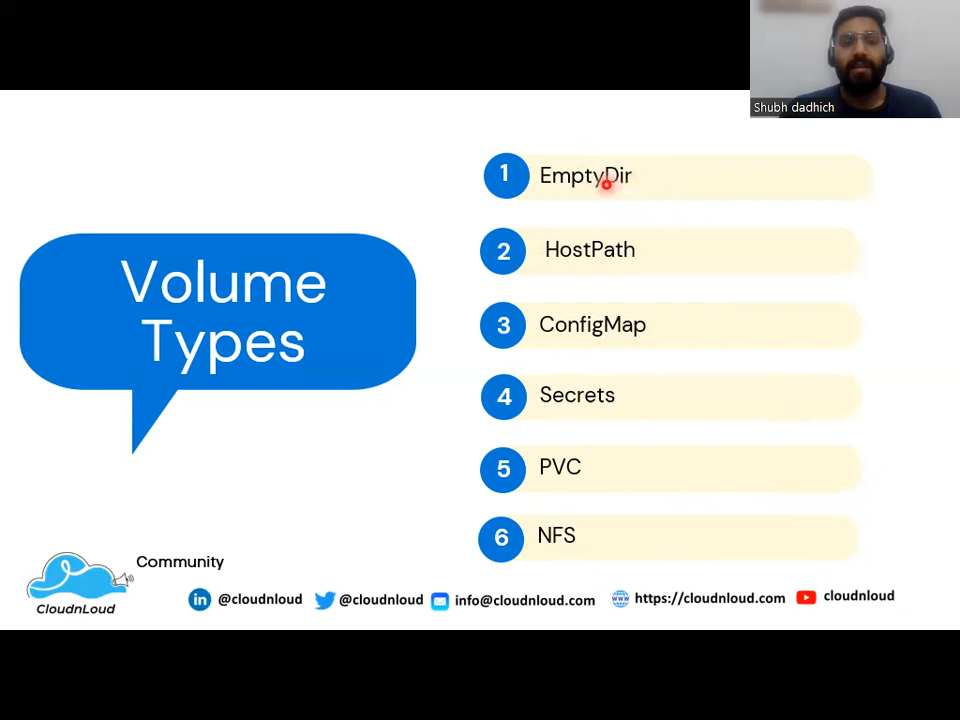 Shubh dadhich
Volume
Types
1 EmptyDir
2 HostPath
3 ConfigMap
4 Secrets
5 PVC
6 NFS
CloudnLoud
Community
@cloudnloud @cloudnloud info@cloudnloud.com https://cloudnloud.com cloudnloud